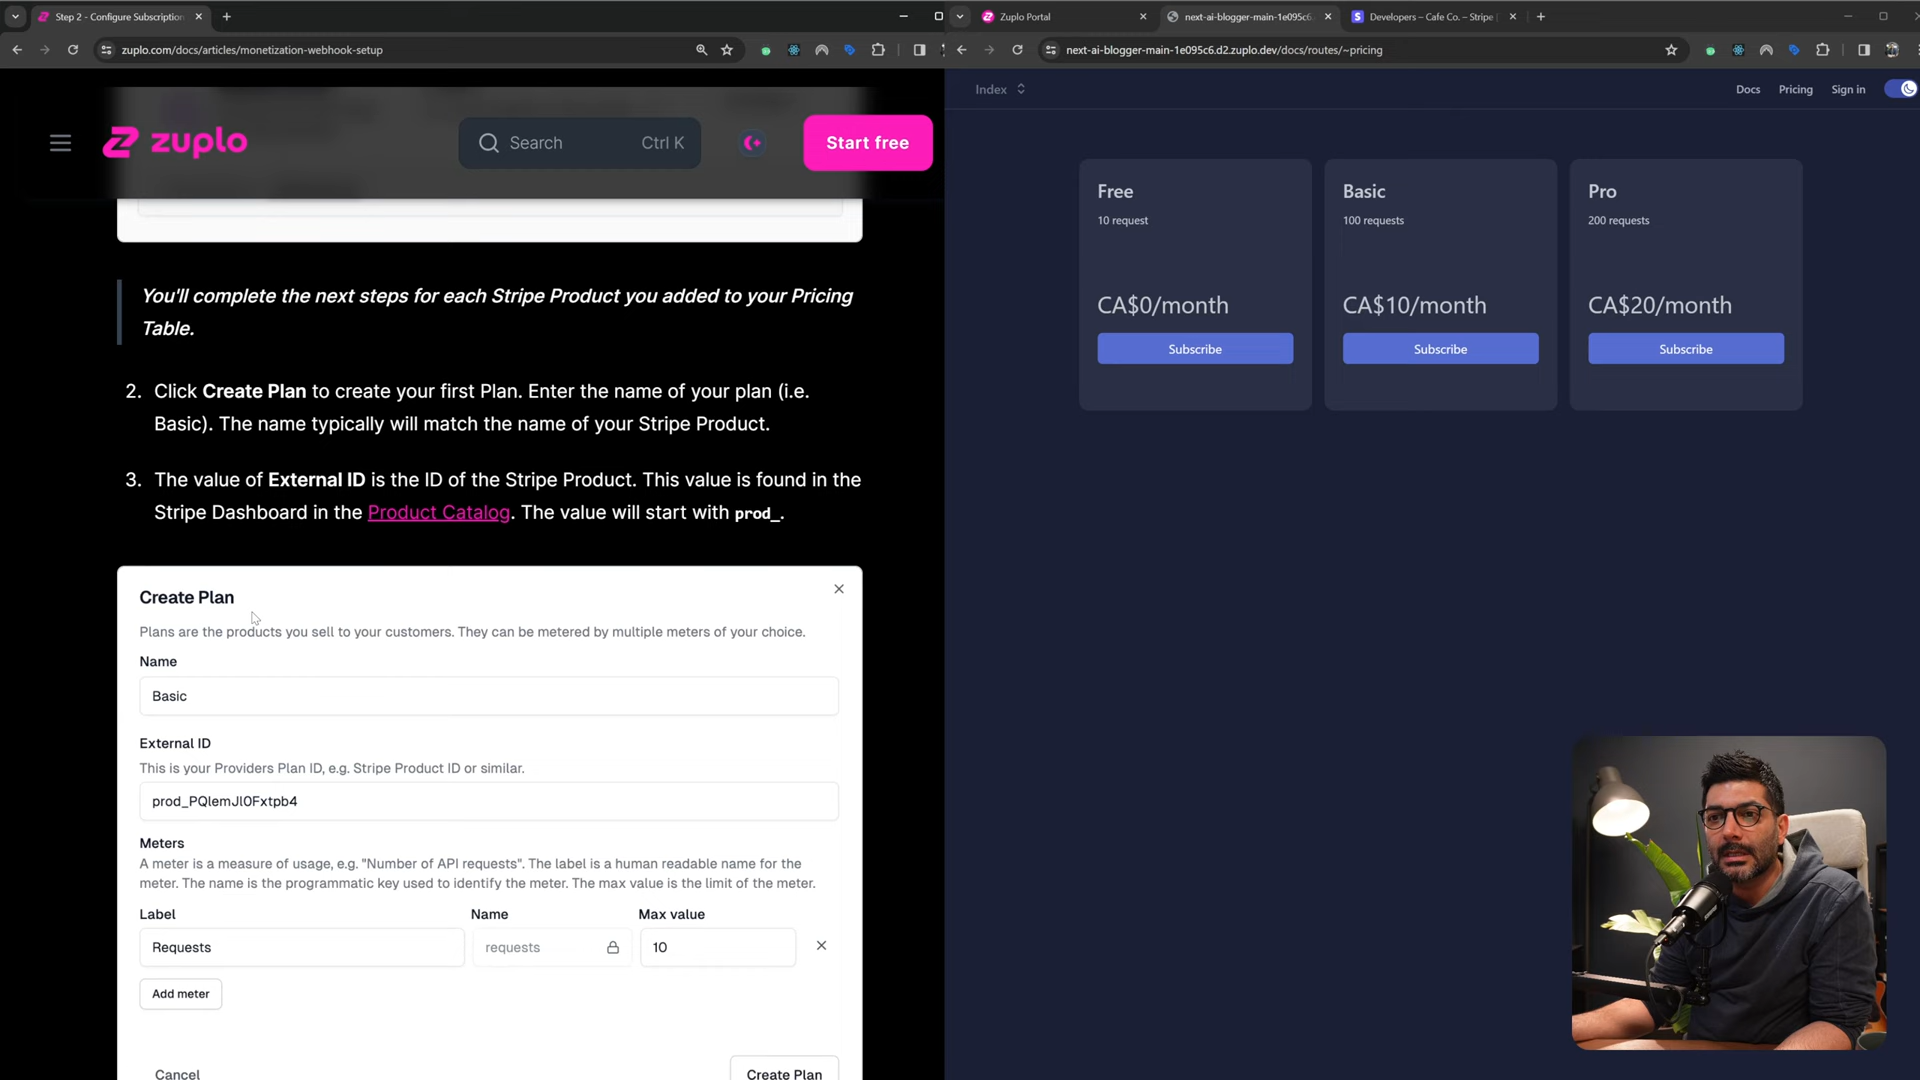 Step 2 - Configure Subscription
zuplo.com/docs/articles/monetization-webhook-setup
zuplo
Search
Ctrl K
Start free
You'll complete the next steps for each Stripe Product you added to your Pricing
Table.
2. Click Create Plan to create your first Plan. Enter the name of your plan (i.e.
Basic). The name typically will match the name of your Stripe Product.
3. The value of External ID is the ID of the Stripe Product. This value is found in the
Stripe Dashboard in the Product Catalog. The value will start with prod_.
Create Plan
Plans are the products you sell to your customers. They can be metered by multiple meters of your choice.
Name
Basic
External ID
This is your Providers Plan ID, e.g. Stripe Product ID or similar.
prod_PQlemJl0Fxtpb4
Meters
A meter is a measure of usage, e.g. "Number of API requests". The label is a human readable name for the
meter. The name is the programmatic key used to identify the meter. The max value is the limit of the meter.
Label
Name
Max value
Requests
requests
10
Add meter
Cancel
Create Plan
Zuplo Portal
next-ai-blogger-main-1e095c6.
Developers – Cafe Co. – Stripe
next-ai-blogger-main-1e095c6.d2.zuplo.dev/docs/routes/~pricing
Index
Docs
Pricing
Sign in
Free
10 request
CA$0/month
Subscribe
Basic
100 requests
CA$10/month
Subscribe
Pro
200 requests
CA$20/month
Subscribe